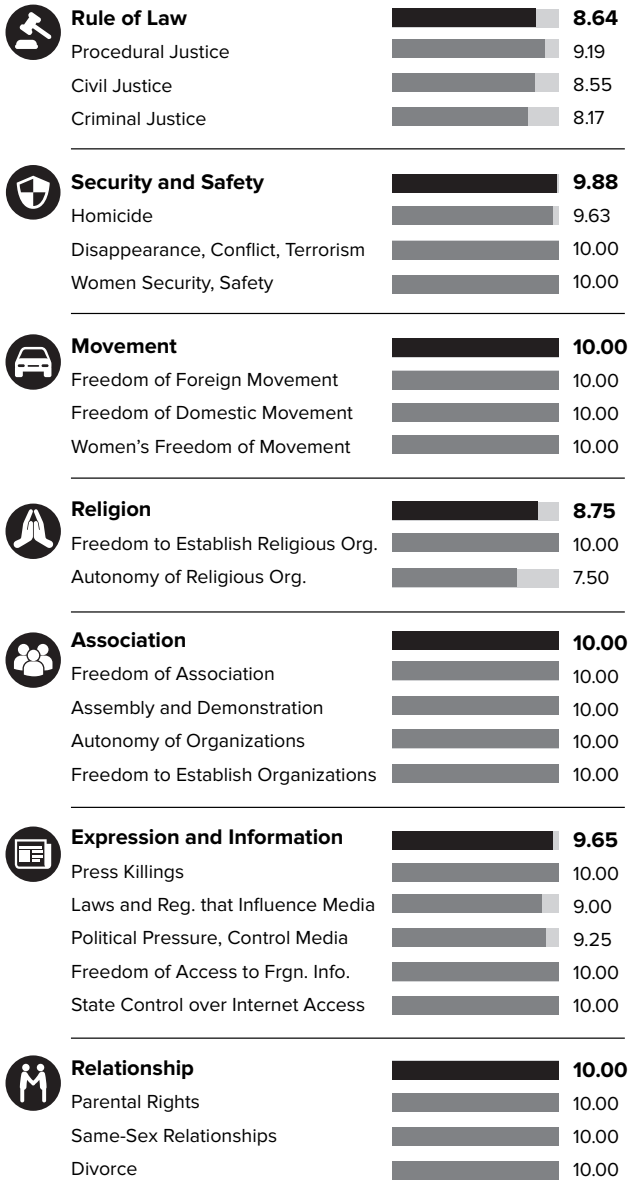 Rule of Law 8.64
Procedural Justice 9.19
Civil Justice 8.55
Criminal Justice 8.17
Security and Safety 9.88
Homicide 9.63
Disappearance, Conflict, Terrorism 10.00
Women Security, Safety 10.00
Movement 10.00
Freedom of Foreign Movement 10.00
Freedom of Domestic Movement 10.00
Women’s Freedom of Movement 10.00
Religion 8.75
Freedom to Establish Religious Org. 10.00
Autonomy of Religious Org. 7.50
Association 10.00
Freedom of Association 10.00
Assembly and Demonstration 10.00
Autonomy of Organizations 10.00
Freedom to Establish Organizations 10.00
Expression and Information 9.65
Press Killings 10.00
Laws and Reg. that Influence Media 9.00
Political Pressure, Control Media 9.25
Freedom of Access to Frgn. Info. 10.00
State Control over Internet Access 10.00
Relationship 10.00
Parental Rights 10.00
Same-Sex Relationships 10.00
Divorce 10.00